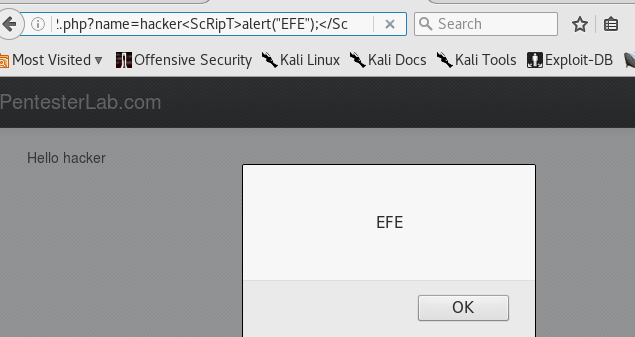 !.php?name=hacker<ScRipT>alert("EFE");</Sc
Search
Most Visited Offensive Security Kali Linux Kali Docs Kali Tools Exploit-DB
PentesterLab.com
Hello hacker
EFE
OK